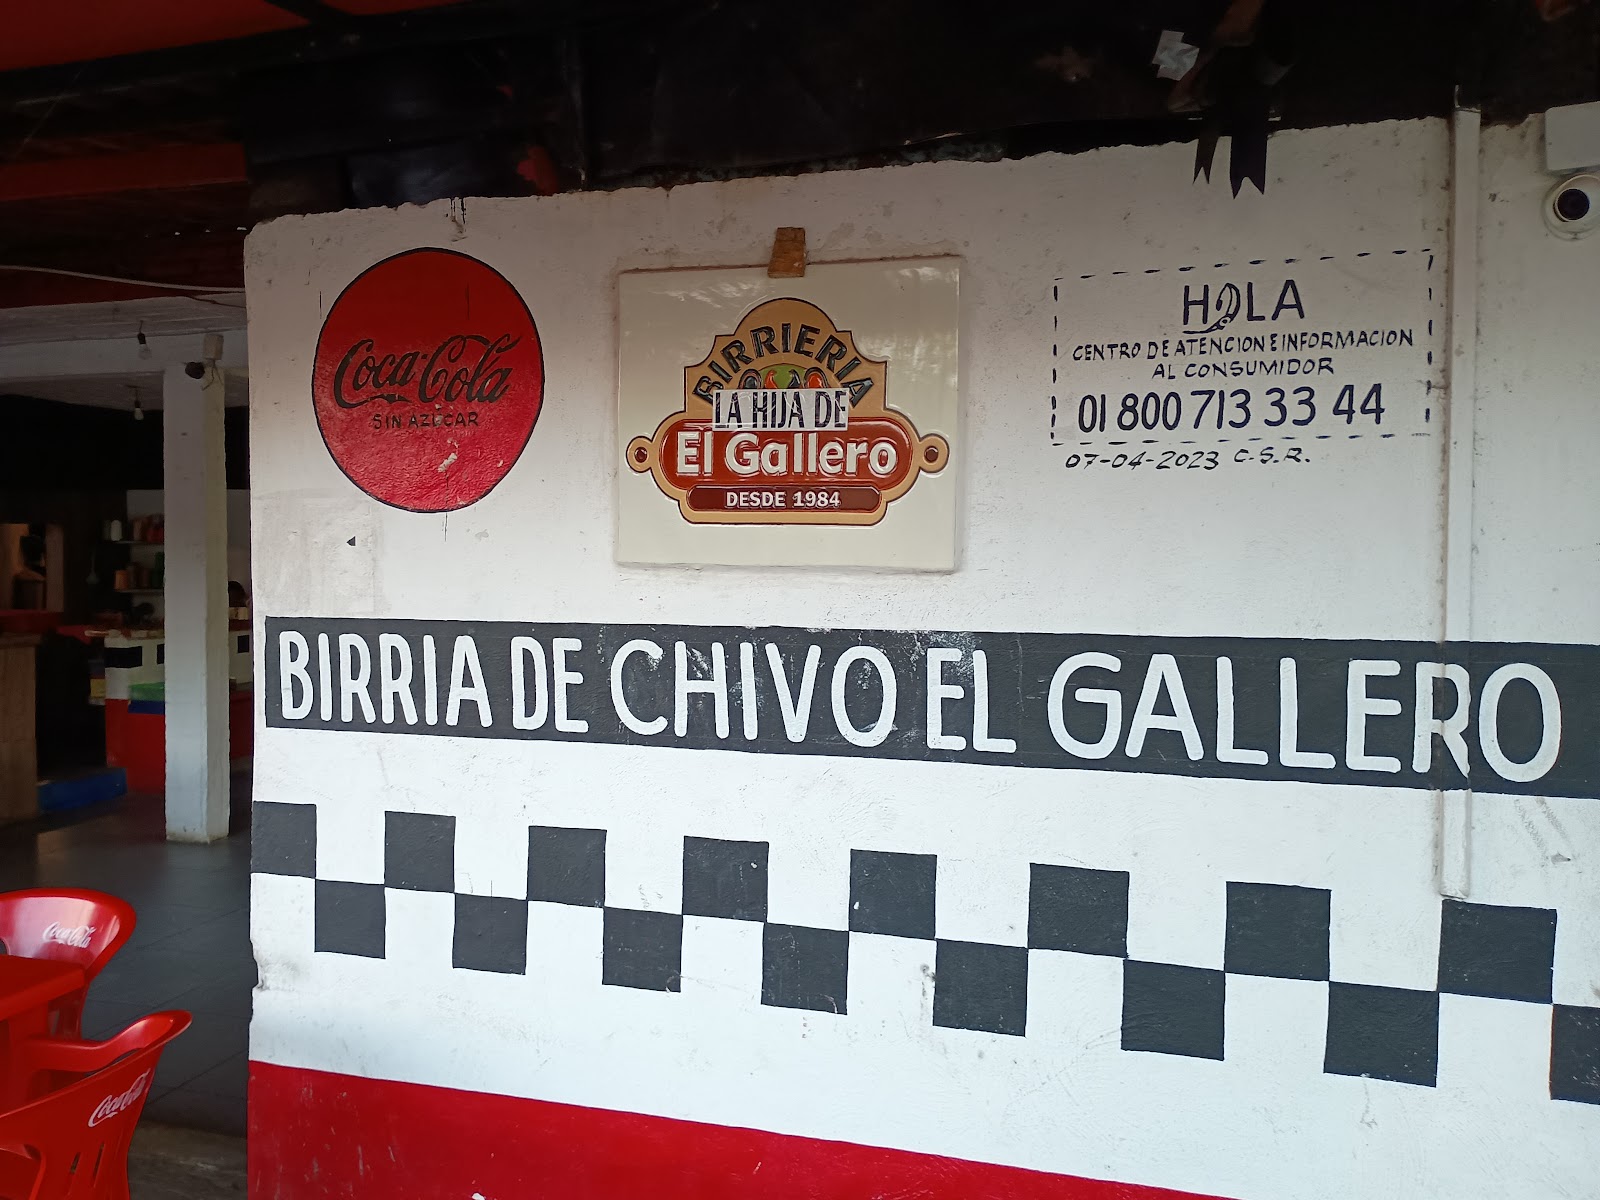 Coca-Cola
SIN AZÚCAR
BIRRIERIA
LA HIJA DE
El Gallero
DESDE 1984
HOLA
CENTRO DE ATENCION E INFORMACION
AL CONSUMIDOR
01 800 713 33 44
07-04-2023 C.S.R.
BIRRIA DE CHIVO EL GALLERO
Coca-Cola
Coca-Cola